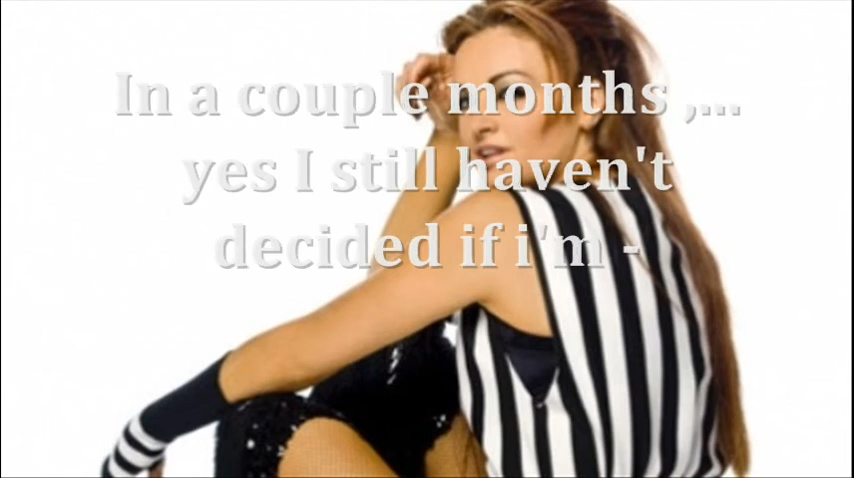 In a couple months ,...
yes I still haven't
decided if i'm -